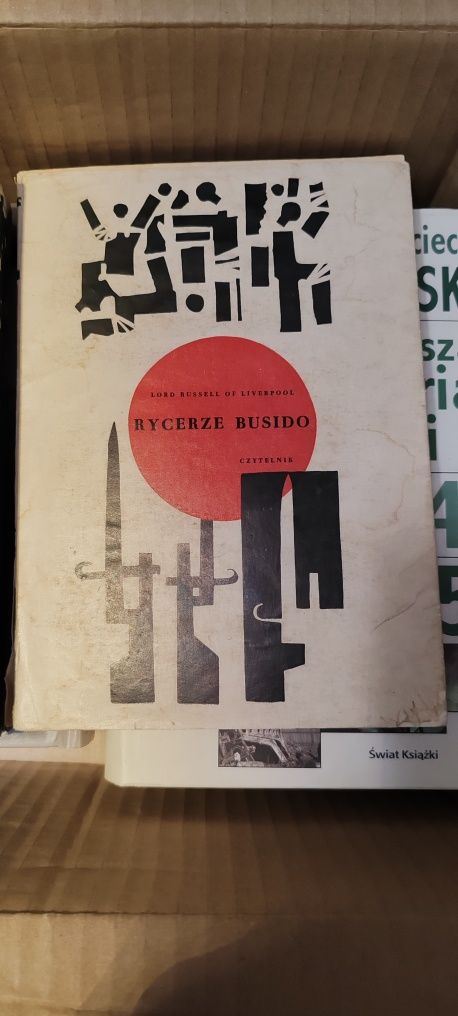 LORD RUSSELL OF LIVERPOOL
RYCERZE BUSIDO
CZYTELNIK
Świat Książki